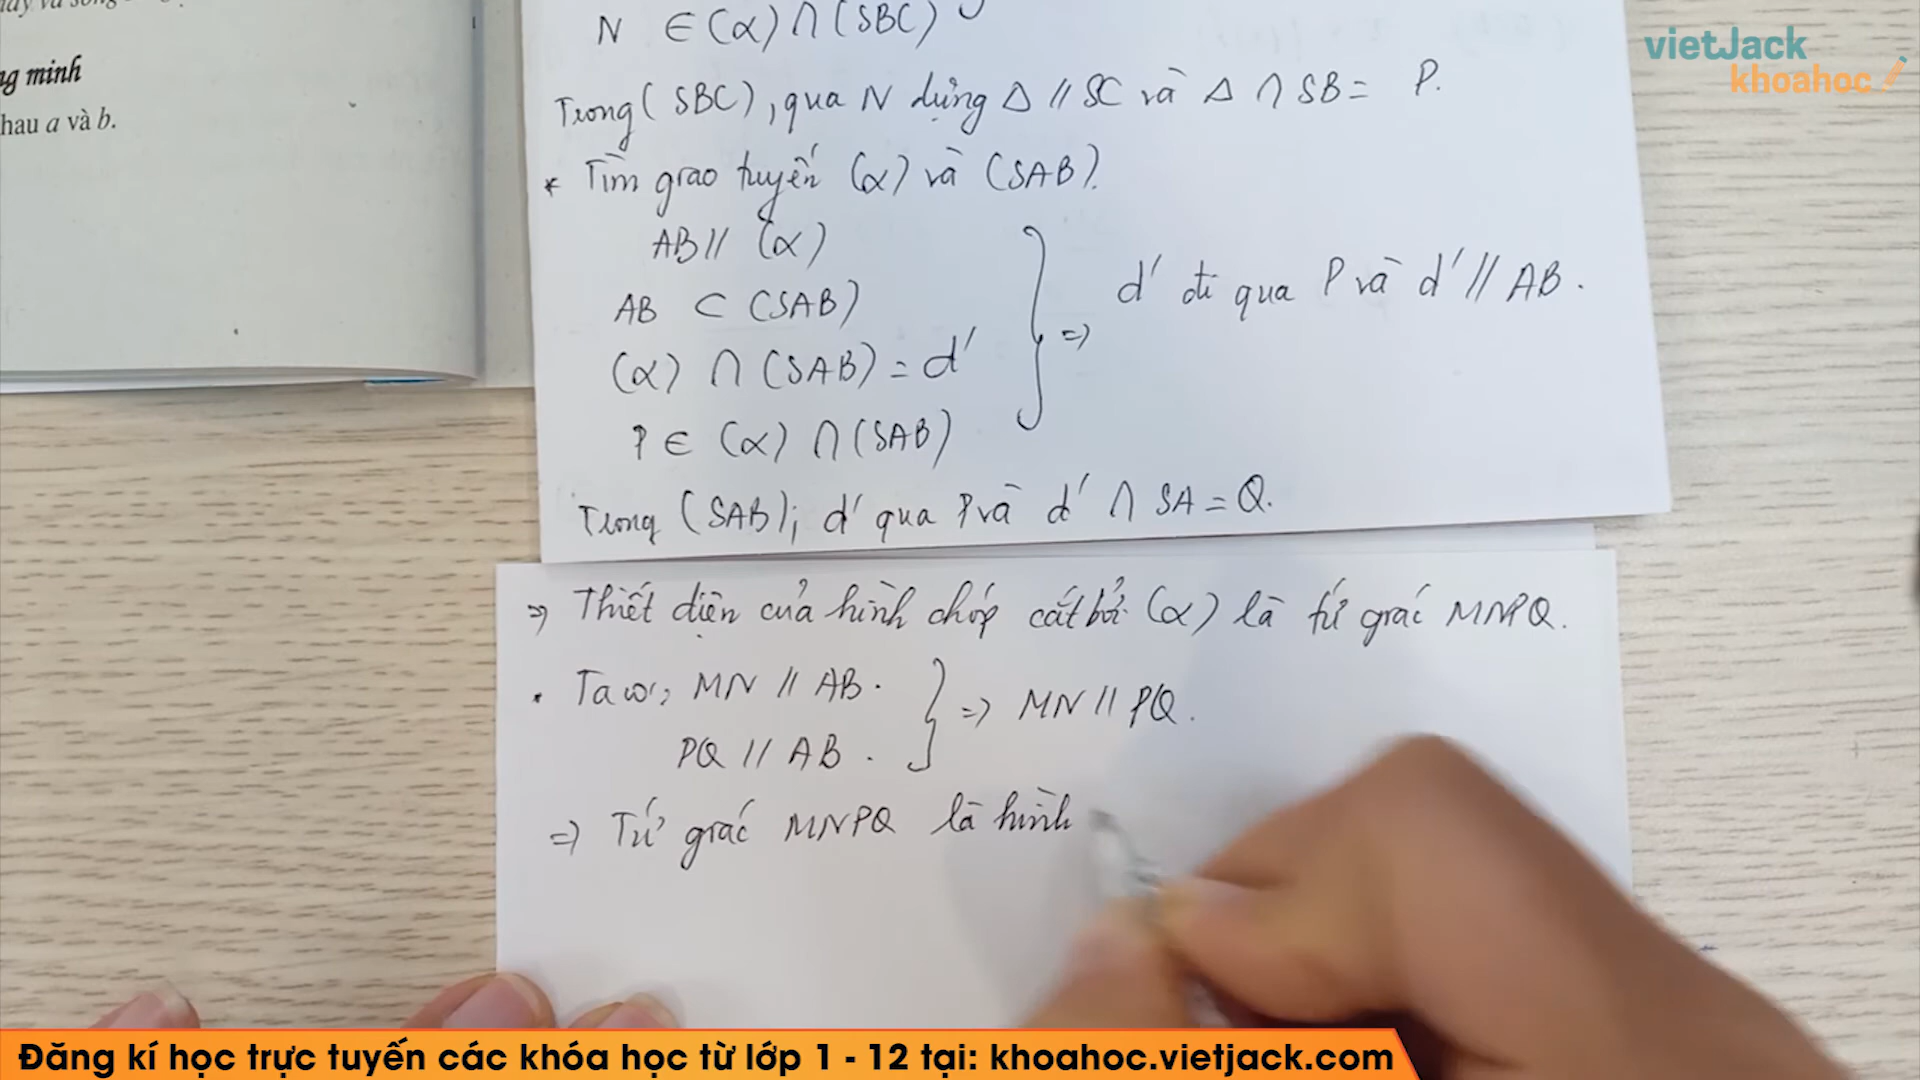 ng minh
hau a và b.
vietJack
khoahoc
N ∈ (α) ∩ (SBC)
Trong (SBC), qua N dựng Δ // SC và Δ ∩ SB = P.
* Tìm giao tuyến (α) và (SAB).
AB // (α)
AB ⊂ (SAB)
(α) ∩ (SAB) = d'
P ∈ (α) ∩ (SAB)
} => d' đi qua P và d' // AB.
Trong (SAB); d' qua P và d' ∩ SA = Q.
=> Thiết diện của hình chóp cắt bởi (α) là tứ giác MNPQ.
. Ta có, MN // AB.
PQ // AB.
} => MN // PQ.
=> Tứ giác MNPQ là hình
Đăng kí học trực tuyến các khóa học từ lớp 1 - 12 tại: khoahoc.vietjack.com